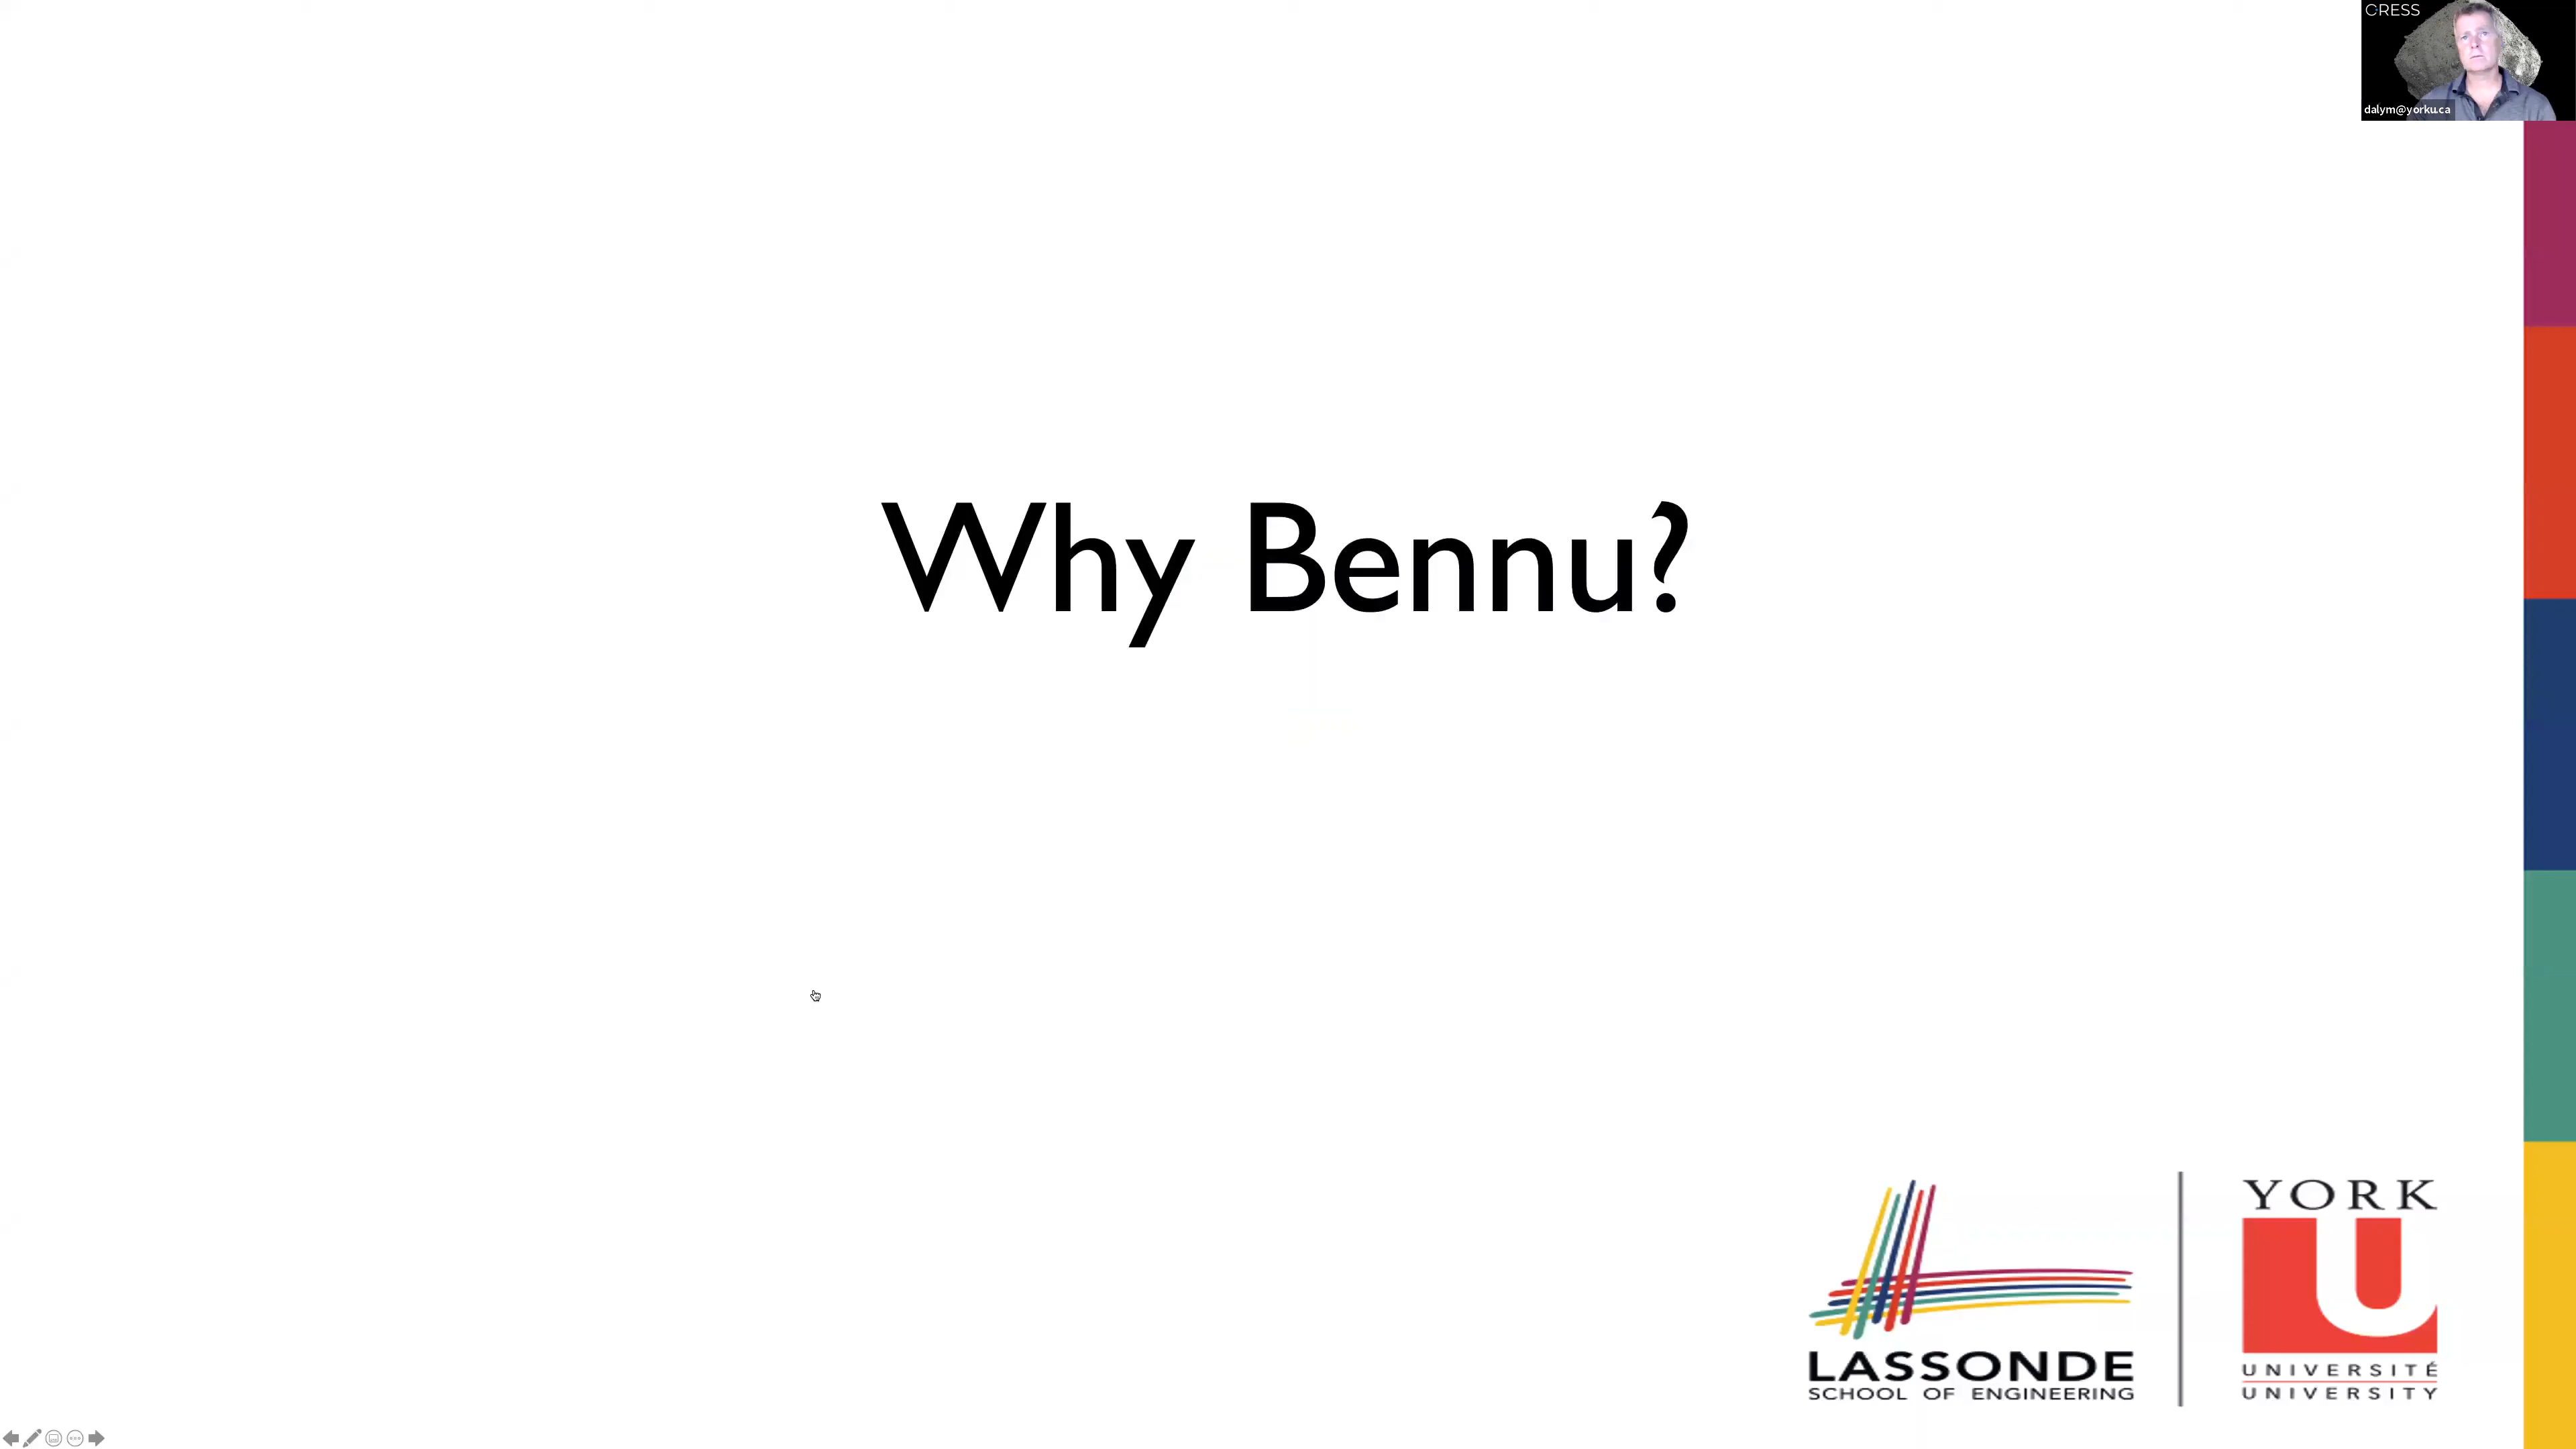 CRESS
dalym@yorku.ca
Why Bennu?
LASSONDE
SCHOOL OF ENGINEERING
YORK
U
UNIVERSITÉ
UNIVERSITY